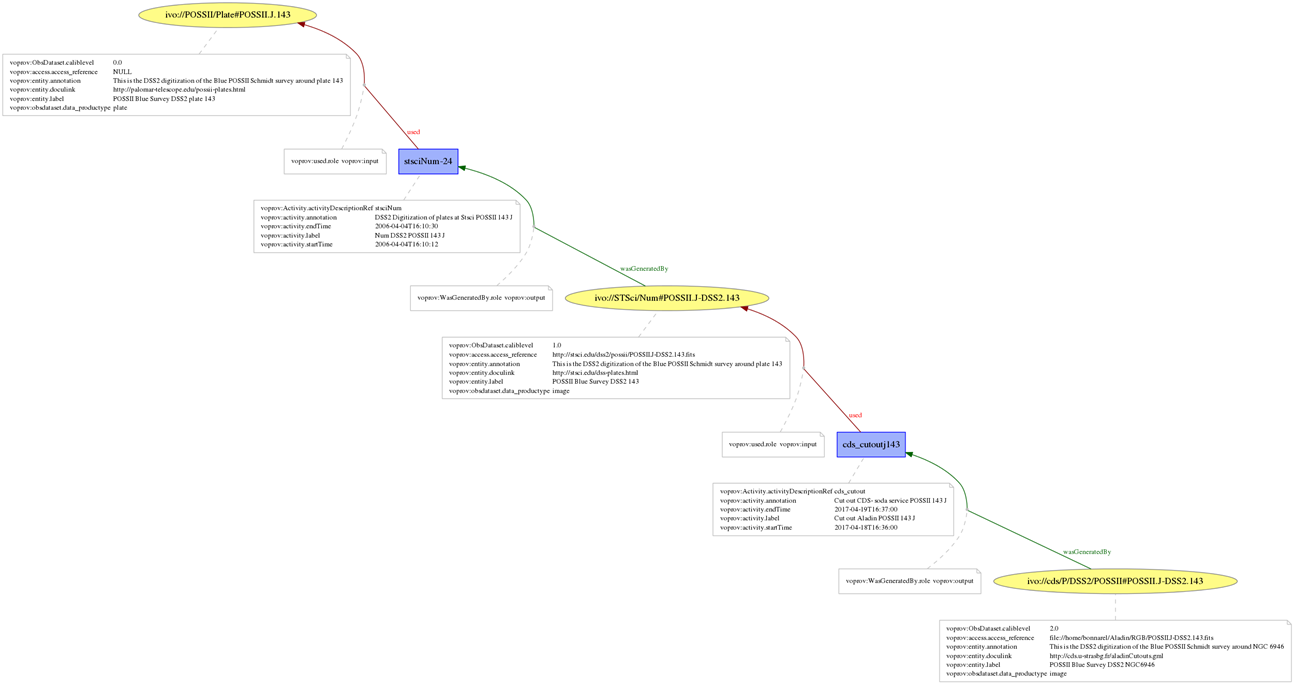 ivo://POSSII/Plate#POSSII.J.143
voprov:ObsDataset.caliblevel 0.0
voprov:access.access_reference NULL
voprov:entity.annotation This is the DSS2 digitization of the Blue POSSII Schmidt survey around plate 143
voprov:entity.doculink http://palomar-telescope.edu/possii-plates.html
voprov:entity.label POSSII Blue Survey DSS2 plate 143
voprov:obsdataset.data_productype plate
used
voprov:used.role voprov:input
stsciNum-24
voprov:Activity.activityDescriptionRef stsciNum
voprov:activity.annotation DSS2 Digitization of plates at Stsci POSSII 143 J
voprov:activity.endTime 2006-04-04T16:10:30
voprov:activity.label Num DSS2 POSSII 143 J
voprov:activity.startTime 2006-04-04T16:10:12
wasGeneratedBy
voprov:WasGeneratedBy.role voprov:output
ivo://STSci/Num#POSSII.J-DSS2.143
voprov:ObsDataset.caliblevel 1.0
voprov:access.access_reference http://stsci.edu/dss2/possii/POSSII.J-DSS2.143.fits
voprov:entity.annotation This is the DSS2 digitization of the Blue POSSII Schmidt survey around plate 143
voprov:entity.doculink http://stsci.edu/dss-plates.html
voprov:entity.label POSSII Blue Survey DSS2 143
voprov:obsdataset.data_productype image
used
voprov:used.role voprov:input
cds_cutoutj143
voprov:Activity.activityDescriptionRef cds_cutout
voprov:activity.annotation Cut out CDS- soda service POSSII 143 J
voprov:activity.endTime 2017-04-19T16:37:00
voprov:activity.label Cut out Aladin POSSII 143 J
voprov:activity.startTime 2017-04-18T16:36:00
wasGeneratedBy
voprov:WasGeneratedBy.role voprov:output
ivo://cds/P/DSS2/POSSII#POSSII.J-DSS2.143
voprov:ObsDataset.caliblevel 2.0
voprov:access.access_reference file://home/bonnarel/Aladin/RGB/POSSII.J-DSS2.143.fits
voprov:entity.annotation This is the DSS2 digitization of the Blue POSSII Schmidt survey around NGC 6946
voprov:entity.doculink http://cds.u-strasbg.fr/aladinCutouts.gml
voprov:entity.label POSSII Blue Survey DSS2 NGC6946
voprov:obsdataset.data_productype image